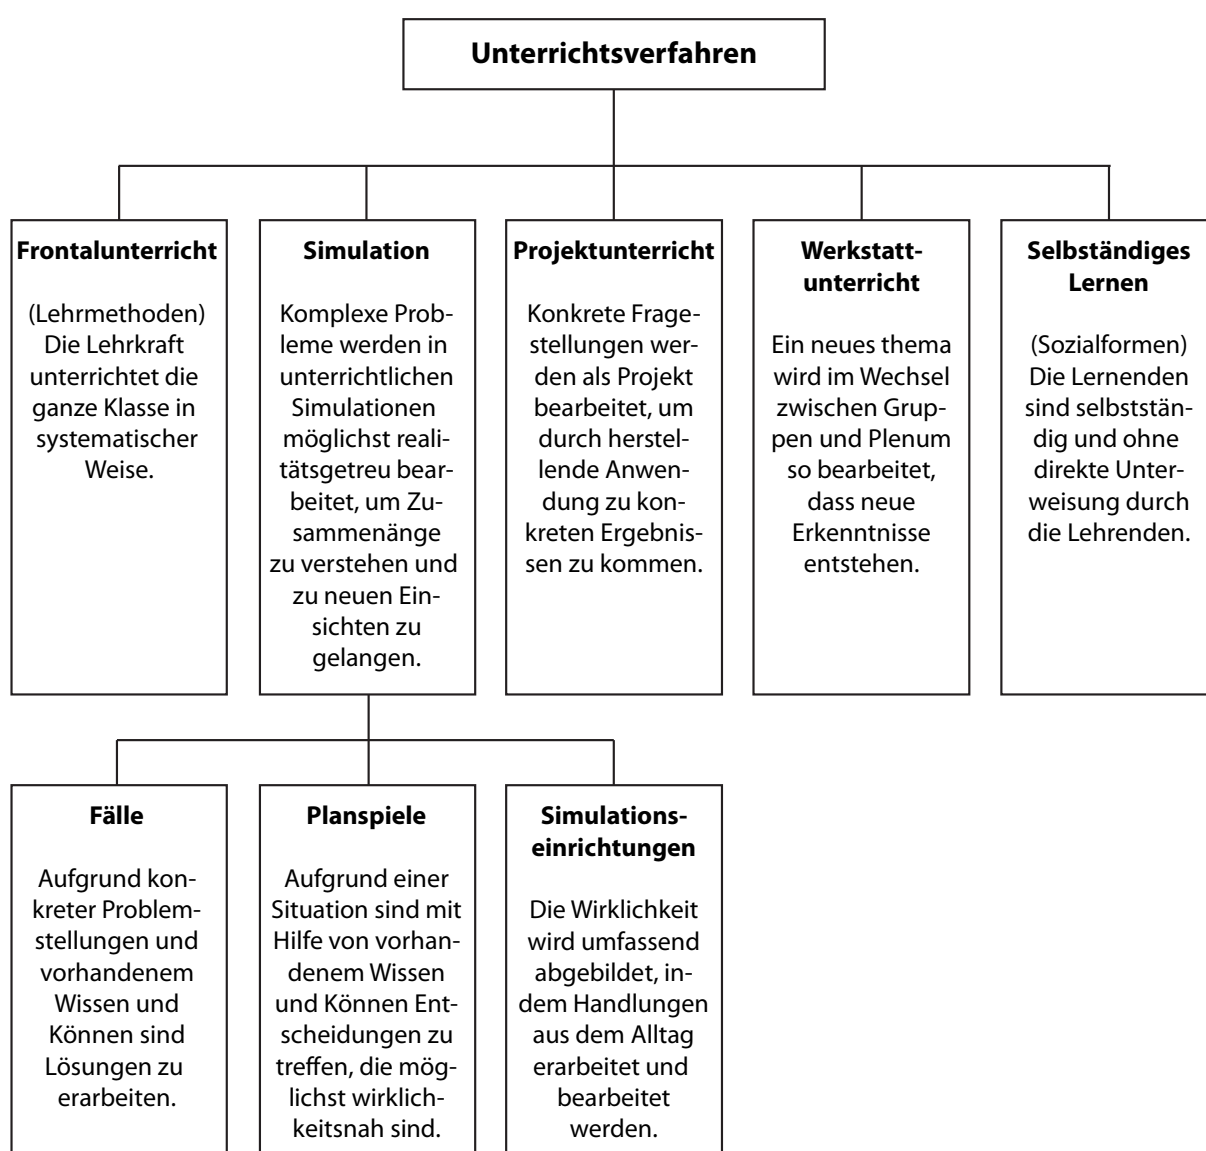 Unterrichtsverfahren
Frontalunterricht
(Lehrmethoden)
Die Lehrkraft
unterrichtet die
ganze Klasse in
systematischer
Weise.
Simulation
Komplexe Prob-
leme werden in
unterrichtlichen
Simulationen
möglichst reali-
tätsgetreu bear-
beitet, um Zu-
sammenänge
zu verstehen und
zu neuen Ein-
sichten zu
gelangen.
Projektunterricht
Konkrete Frage-
stellungen wer-
den als Projekt
bearbeitet, um
durch herstel-
lende Anwen-
dung zu kon-
kreten Ergebnis-
sen zu kommen.
Werkstatt-
unterricht
Ein neues thema
wird im Wechsel
zwischen Grup-
pen und Plenum
so bearbeitet,
dass neue
Erkenntnisse
entstehen.
Selbständiges
Lernen
(Sozialformen)
Die Lernenden
sind selbststän-
dig und ohne
direkte Unter-
weisung durch
die Lehrenden.
Fälle
Aufgrund kon-
kreter Problem-
stellungen und
vorhandenem
Wissen und
Können sind
Lösungen zu
erarbeiten.
Planspiele
Aufgrund einer
Situation sind mit
Hilfe von vorhan-
denem Wissen
und Können Ent-
scheidungen zu
treffen, die mög-
lichst wirklich-
keitsnah sind.
Simulations-
einrichtungen
Die Wirklichkeit
wird umfassend
abgebildet, in-
dem Handlungen
aus dem Alltag
erarbeitet und
bearbeitet
werden.